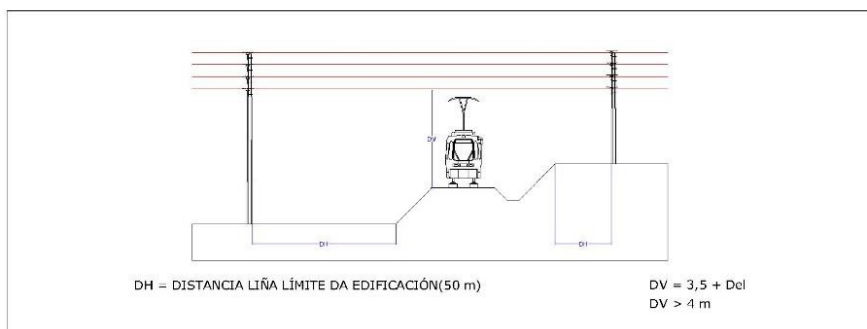 DV
DH
DH
DH = DISTANCIA LIÑA LÍMITE DA EDIFICACIÓN(50 m)
DV = 3,5 + Del
DV > 4 m